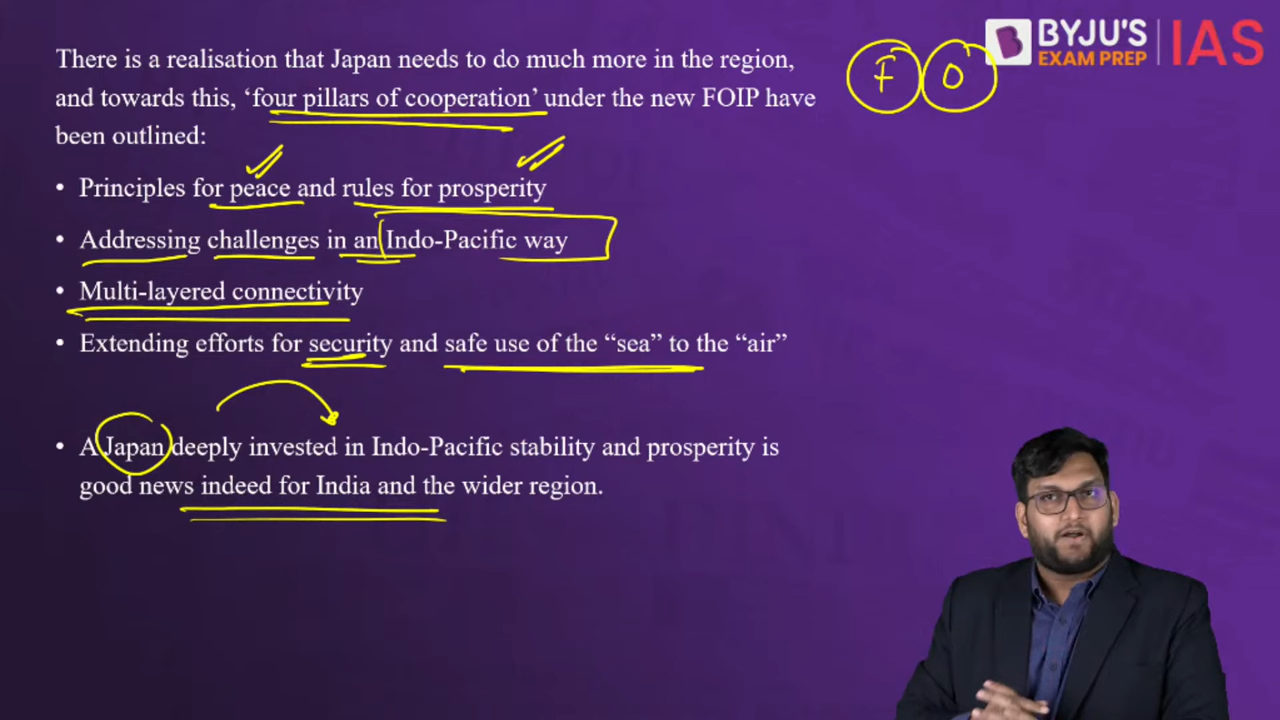 There is a realisation that Japan needs to do much more in the region,
and towards this, ‘four pillars of cooperation’ under the new FOIP have
been outlined:
• Principles for peace and rules for prosperity
• Addressing challenges in an Indo-Pacific way
• Multi-layered connectivity
• Extending efforts for security and safe use of the “sea” to the “air”
• A Japan deeply invested in Indo-Pacific stability and prosperity is
good news indeed for India and the wider region.
F O
BYJU'S IAS
EXAM PREP